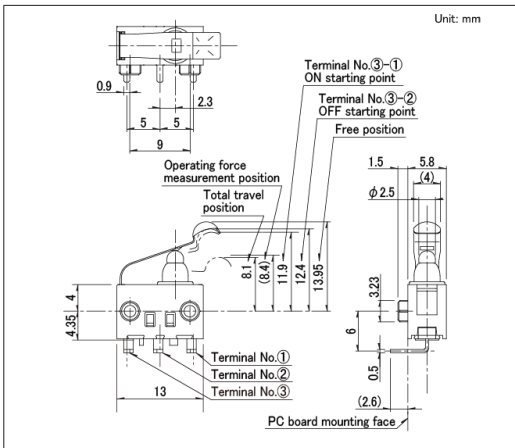 Unit: mm
0.9
2.3
5
5
9
Terminal No.③-①
ON starting point
Terminal No.③-②
OFF starting point
Free position
Operating force
measurement position
Total travel
position
8.1
(8.4)
11.9
12.4
13.95
1.5
5.8
(4)
φ2.5
4
4.35
3.23
6
0.5
(2.6)
Terminal No.①
Terminal No.②
Terminal No.③
13
PC board mounting face